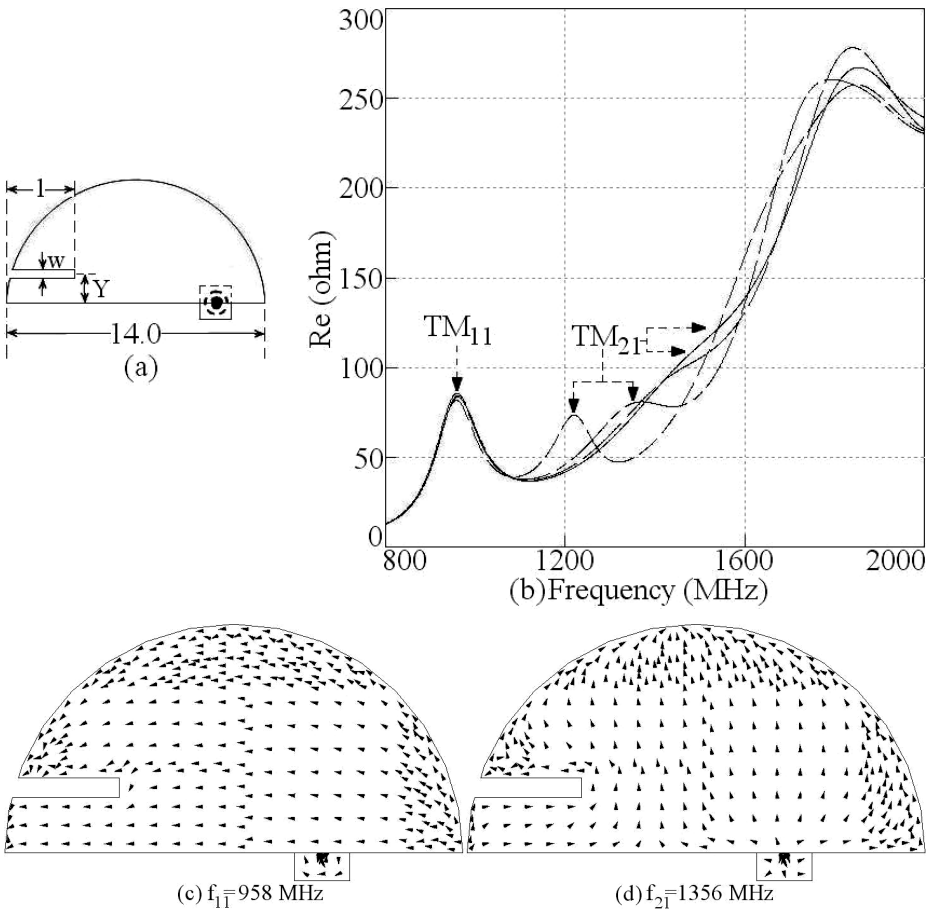 300
250
200
150
100
50
0
Re (ohm)
l
w
Y
14.0
(a)
TM11
TM21
800 1200 1600 2000
(b)Frequency (MHz)
(c) f11=958 MHz
(d) f21=1356 MHz